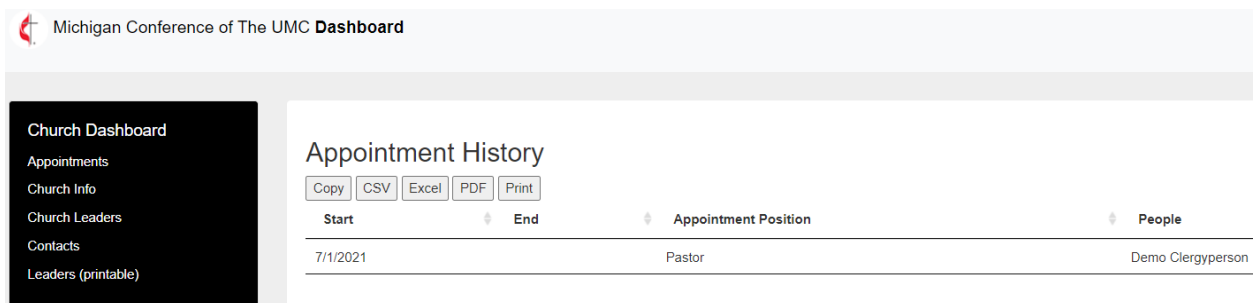 Michigan Conference of The UMC Dashboard
Church Dashboard
Appointments
Church Info
Church Leaders
Contacts
Leaders (printable)
Appointment History
Copy CSV Excel PDF Print
Start End Appointment Position People
7/1/2021 Pastor Demo Clergyperson